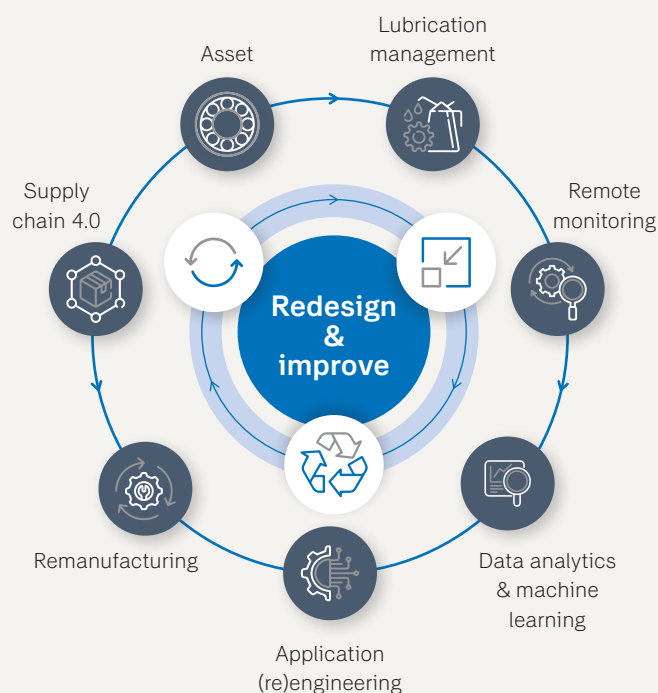 Lubrication
management
Asset
Supply
chain 4.0
Remote
monitoring
Redesign
&
improve
Remanufacturing
Data analytics
& machine
learning
Application
(re)engineering